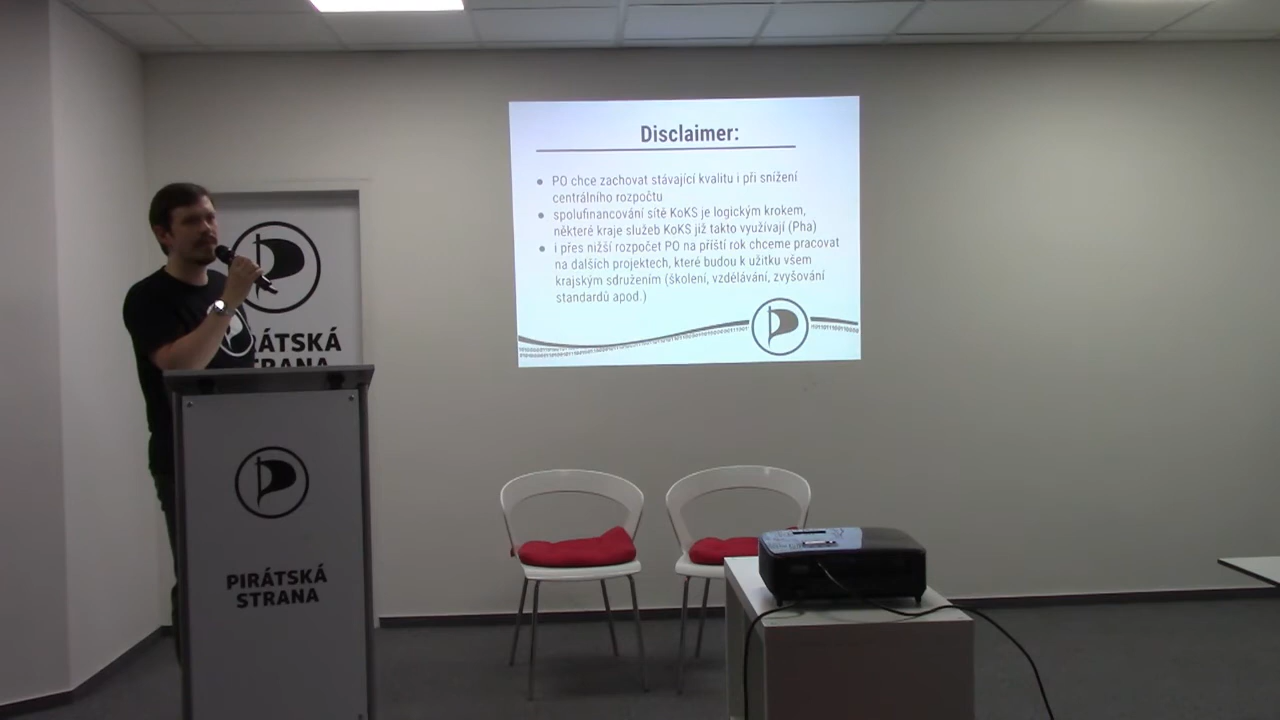 Disclaimer:
PO chce zachovat stávající kvalitu i při snížení
centrálního rozpočtu
spolufinancování sítě KoKS je logickým krokem,
některé kraje služeb KoKS již takto využívají (Pha)
i přes nižší rozpočet PO na příští rok chceme pracovat
na dalších projektech, které budou k užitku všem
krajským sdružením (školení, vzdělávání, zvyšování
standardů apod.)
PIRÁTSKÁ
STRANA
PIRÁTSKÁ
STRANA